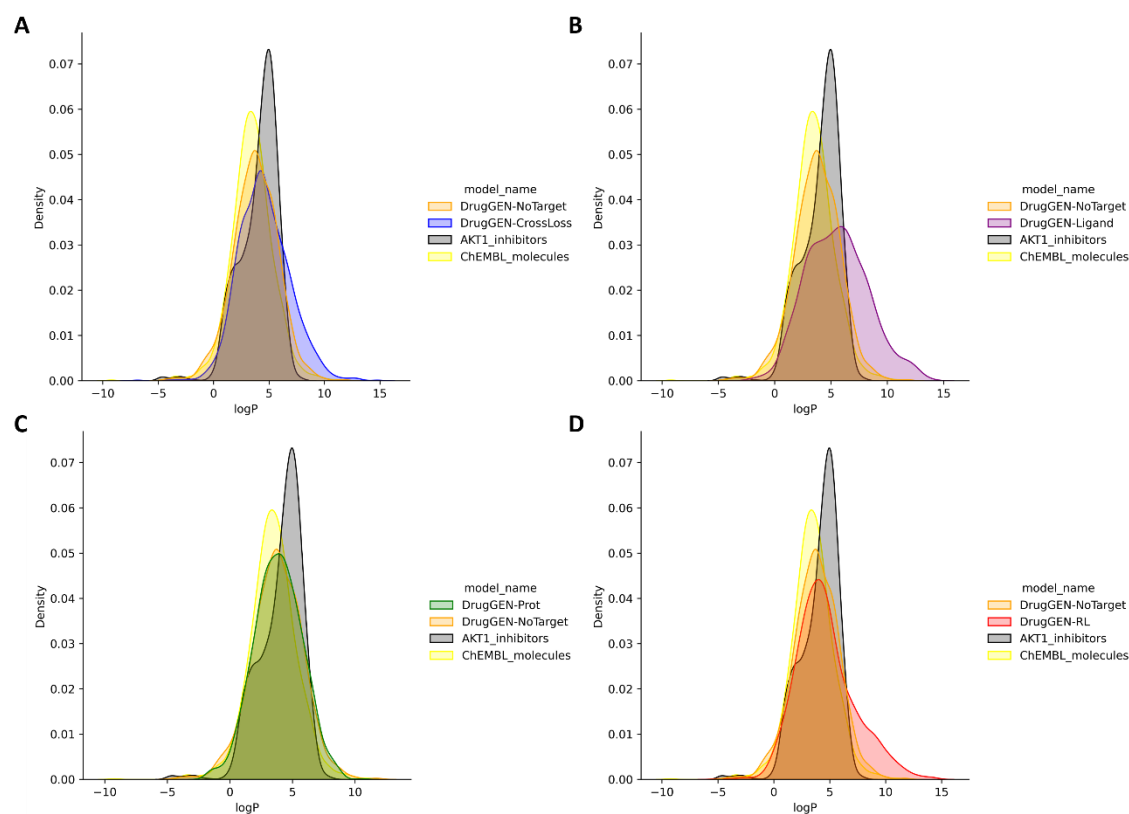 A
Density
0.07
0.06
0.05
0.04
0.03
0.02
0.01
0.00
−10 −5 0 5 10 15
logP
model_name
DrugGEN-NoTarget
DrugGEN-CrossLoss
AKT1_inhibitors
ChEMBL_molecules
B
Density
0.07
0.06
0.05
0.04
0.03
0.02
0.01
0.00
−10 −5 0 5 10 15
logP
model_name
DrugGEN-NoTarget
DrugGEN-Ligand
AKT1_inhibitors
ChEMBL_molecules
C
Density
0.07
0.06
0.05
0.04
0.03
0.02
0.01
0.00
−10 −5 0 5 10
logP
model_name
DrugGEN-Prot
DrugGEN-NoTarget
AKT1_inhibitors
ChEMBL_molecules
D
Density
0.07
0.06
0.05
0.04
0.03
0.02
0.01
0.00
−10 −5 0 5 10 15
logP
model_name
DrugGEN-NoTarget
DrugGEN-RL
AKT1_inhibitors
ChEMBL_molecules